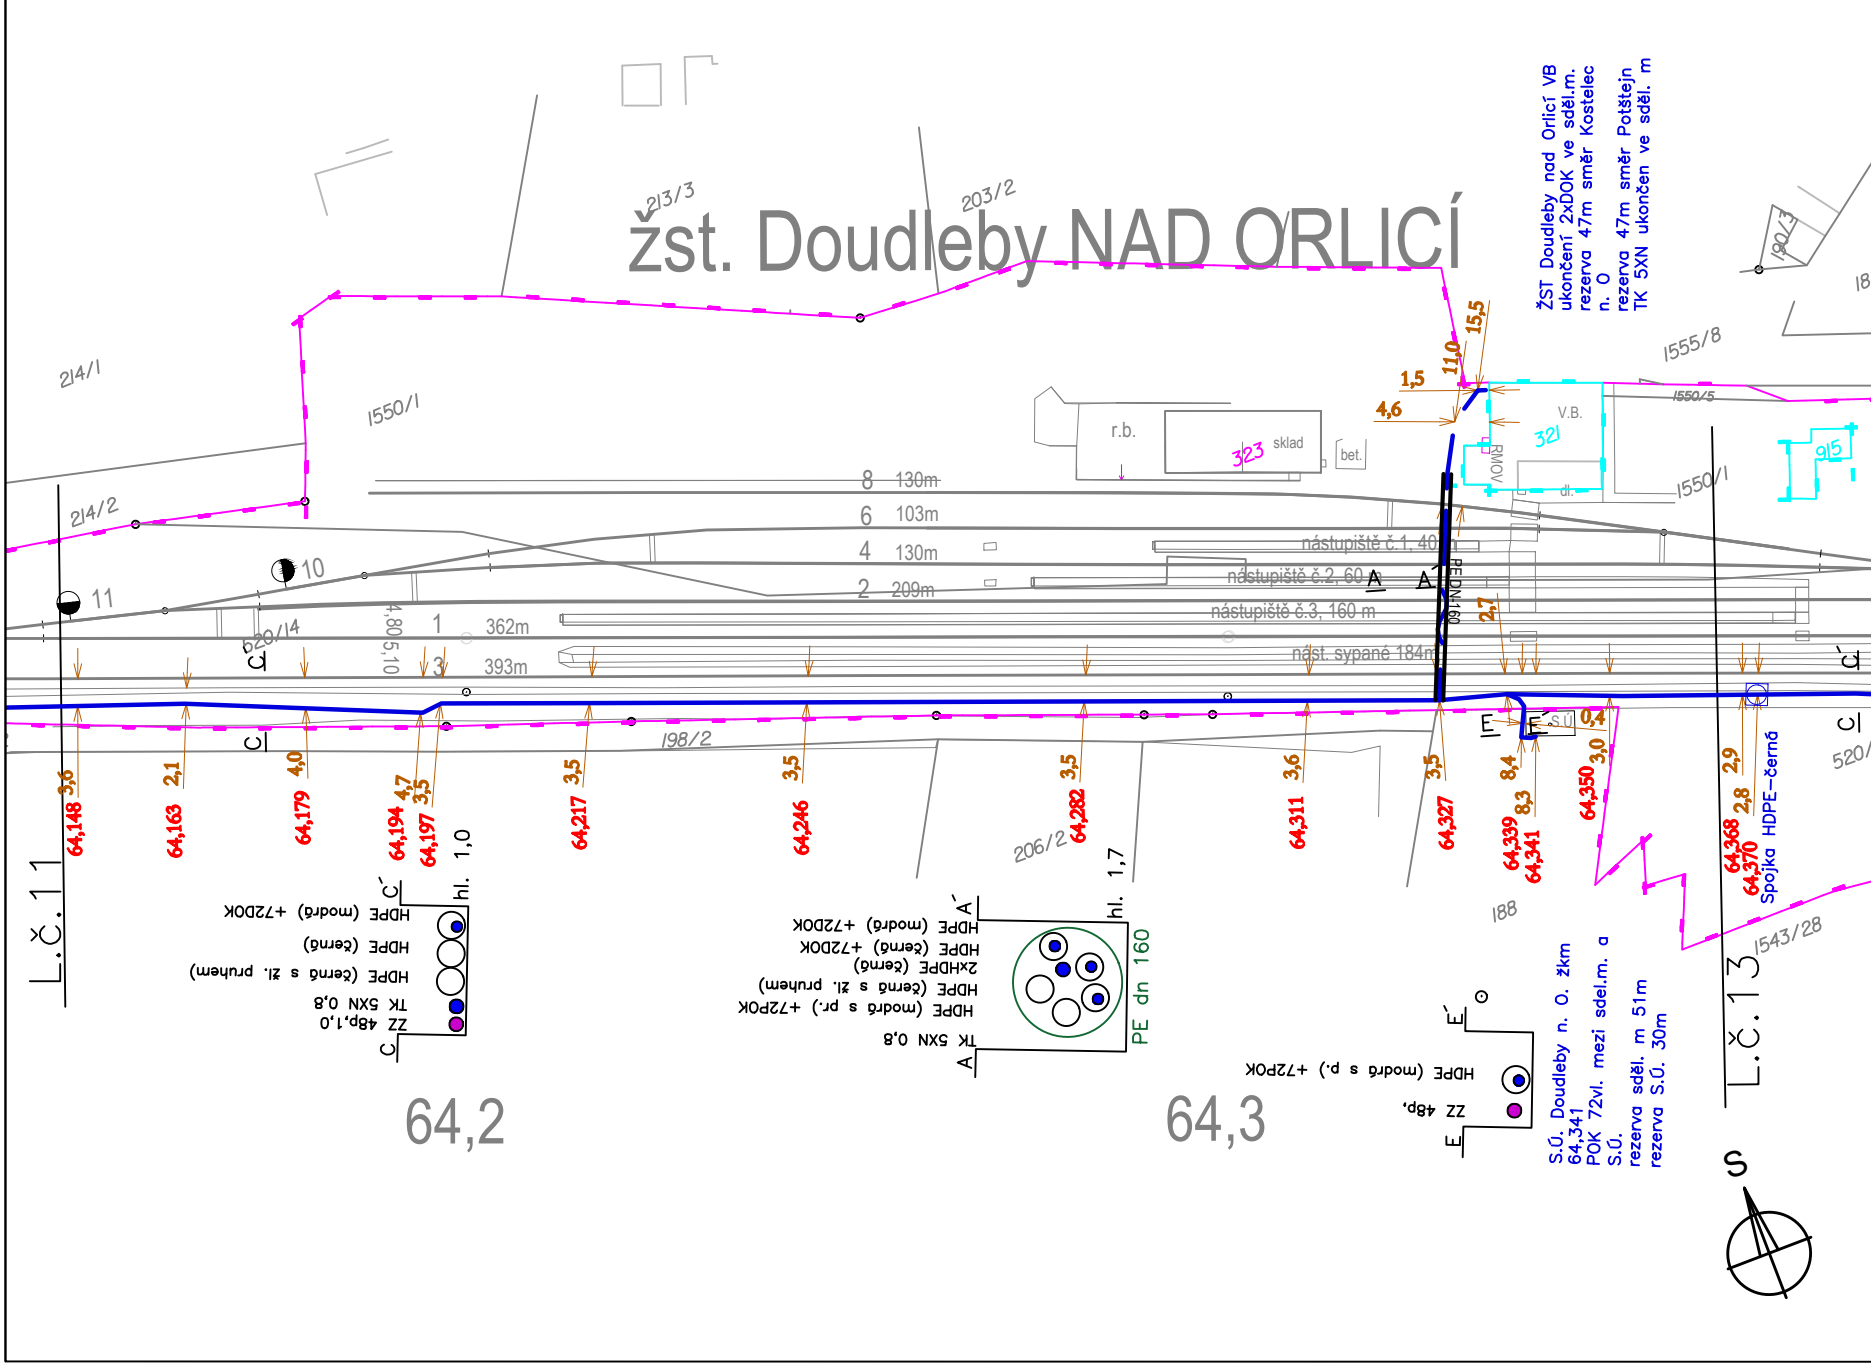 žst. Doudleby NAD ORLICÍ
ŽST Doudleby nad Orlicí VB
ukončení 2xDOK ve sděl.m.
rezerva 47m směr Kostelec
n. O
rezerva 47m směr Potštejn
TK 5XN ukončen ve sděl. m
213/3
203/2
190/3
18
214/1
1550/1
1555/8
1550/5
15,5
11,0
1,5
4,6
r.b.
323
sklad
bet.
V.B.
321
RMOV
dl.
915
1550/1
214/2
8 130m
6 103m
4 130m
2 209m
1 362m
3 393m
10
11
nástupiště č.1, 40
nástupiště č.2, 60
nástupiště č.3, 160 m
nást. sypané 184m
A A´
PE DN-160
2,7
520/14
4,80
5,10
C´
C
C´
C
198/2
E E´
S.Ú
0,4
520/
3,6
2,1
4,0
4,7
3,5
3,5
3,5
3,5
3,6
3,5
8,4
8,3
3,0
2,9
2,8
64,148
64,163
64,179
64,194
64,197
64,217
64,246
64,282
64,311
64,327
64,339
64,341
64,350
64,368
64,370
Spojka HDPE-černá
206/2
188
1543/28
L.Č.11
L.Č.13
C´
hl. 1,0
HDPE (modrá) +72DOK
HDPE (černá)
HDPE (černá s žl. pruhem)
TK 5XN 0,8
ZZ 48p,1,0
C
A´
hl. 1,7
HDPE (modrá) +72DOK
HDPE (černá) +72DOK
2xHDPE (černá)
HDPE (černá s žl. pruhem)
HDPE (modrá s pr.) +72POK
TK 5XN 0,8
A
PE dn 160
E´
HDPE (modrá s p.) +72POK
ZZ 48p,
E
S.Ú. Doudleby n. O. žkm
64,341
POK 72vl. mezi sdel.m. a
S.Ú.
rezerva sděl. m 51m
rezerva S.Ú. 30m
64,2
64,3
S